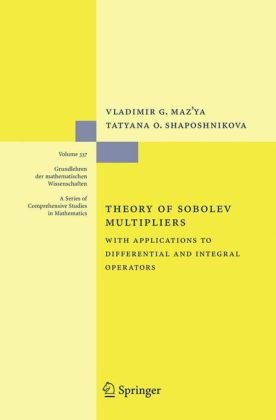 VLADIMIR G. MAZ'YA
TATYANA O. SHAPOSHNIKOVA
Volume 337
Grundlehren
der mathematischen
Wissenschaften
A Series of
Comprehensive Studies
in Mathematics
THEORY OF SOBOLEV
MULTIPLIERS
WITH APPLICATIONS TO
DIFFERENTIAL AND INTEGRAL
OPERATORS
Springer